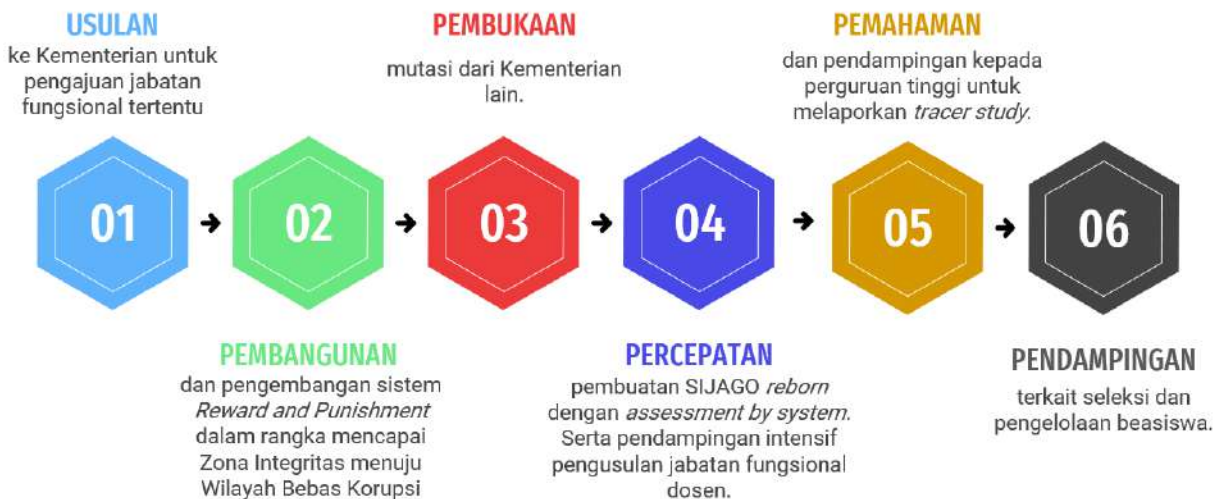 USULAN
ke Kementerian untuk
pengajuan jabatan
fungsional tertentu
01
02
PEMBANGUNAN
dan pengembangan sistem
Reward and Punishment
dalam rangka mencapai
Zona Integritas menuju
Wilayah Bebas Korupsi
PEMBUKAAN
mutasi dari Kementerian
lain.
03
04
PERCEPATAN
pembuatan SIJAGO reborn
dengan assessment by system.
Serta pendampingan intensif
pengusulan jabatan fungsional
dosen.
PEMAHAMAN
dan pendampingan kepada
perguruan tinggi untuk
melaporkan tracer study.
05
06
PENDAMPINGAN
terkait seleksi dan
pengelolaan beasiswa.